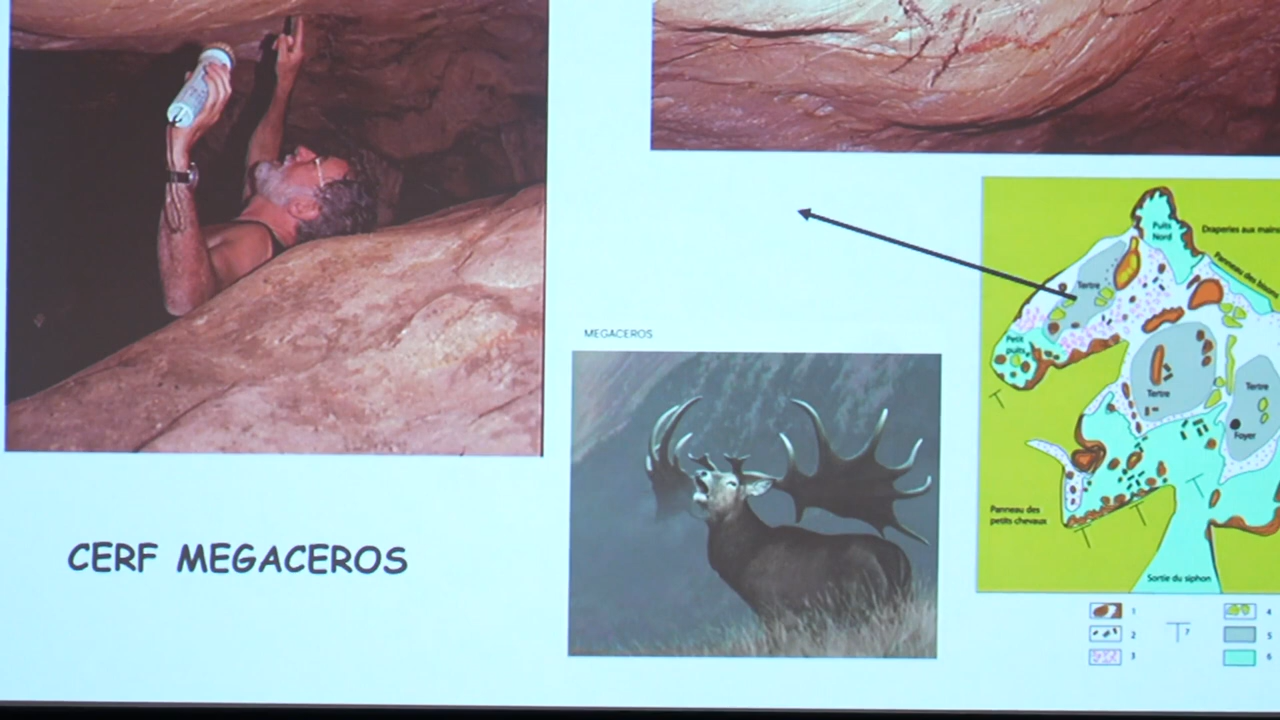 MEGACEROS
CERF MEGACEROS
Puits
Nord
Draperies aux mains
Panneau des bisons
Tertre
Petit
puits
Tertre
Tertre
Foyer
Panneau des
petits chevaux
Sortie du siphon
1
2
3
7
4
5
6